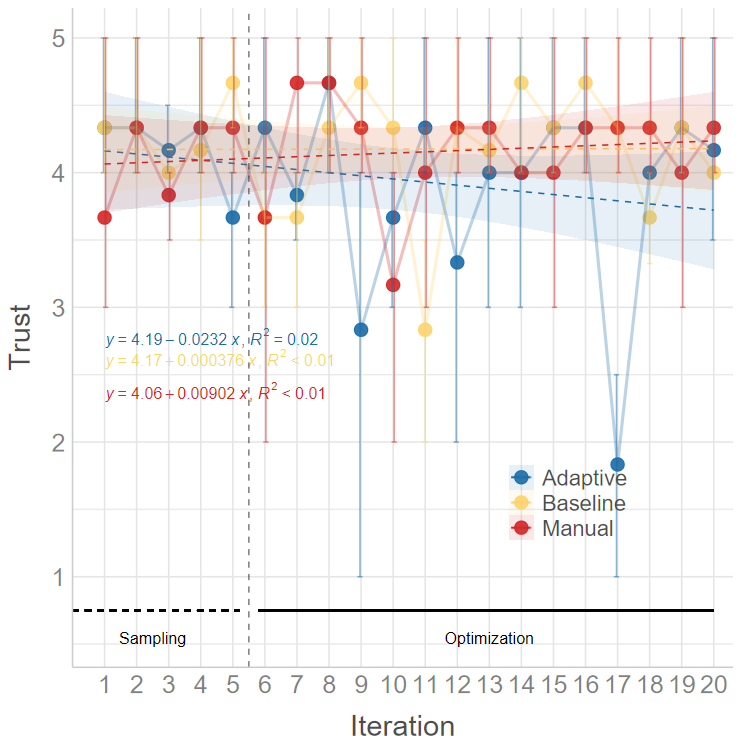 5
4
3
2
1
Trust
y = 4.19 − 0.0232 x, R² = 0.02
y = 4.17 + 0.000376 x, R² < 0.01
y = 4.06 + 0.00902 x, R² < 0.01
Adaptive
Baseline
Manual
Sampling Optimization
1 2 3 4 5 6 7 8 9 10 11 12 13 14 15 16 17 18 19 20
Iteration